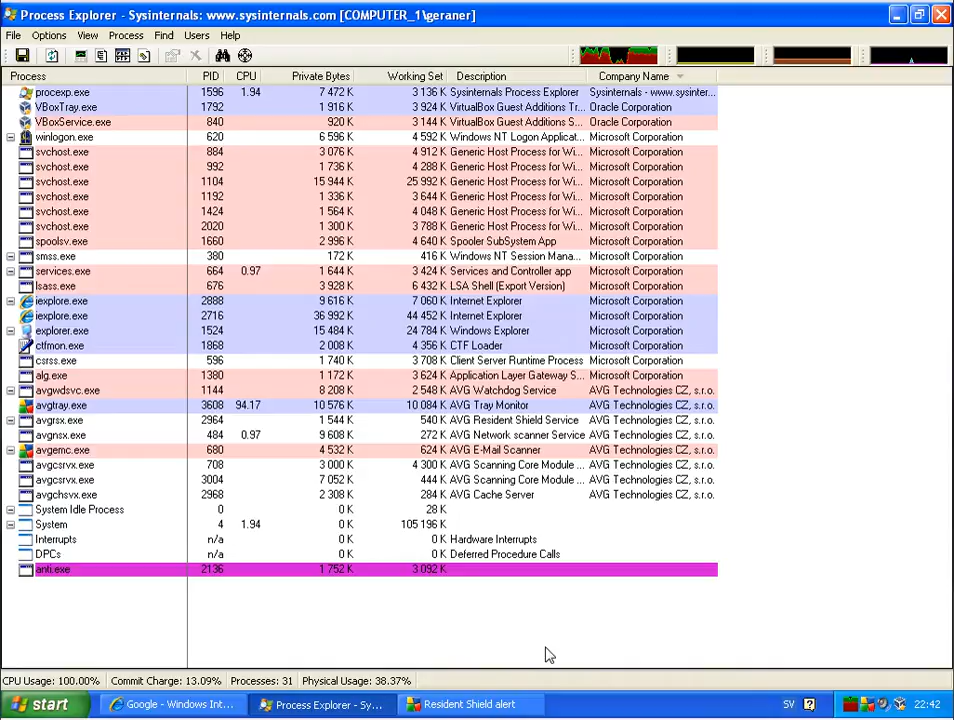 Process Explorer - Sysinternals: www.sysinternals.com [COMPUTER_1\geraner]
File Options View Process Find Users Help
Process PID CPU Private Bytes Working Set Description Company Name
procexp.exe 1596 1.94 7 472 K 3 136 K Sysinternals Process Explorer Sysinternals - www.sysinter...
VBoxTray.exe 1792 1 916 K 3 924 K VirtualBox Guest Additions Tr... Oracle Corporation
VBoxService.exe 840 920 K 3 144 K VirtualBox Guest Additions S... Oracle Corporation
winlogon.exe 620 6 596 K 4 592 K Windows NT Logon Applicat... Microsoft Corporation
svchost.exe 884 3 076 K 4 912 K Generic Host Process for Wi... Microsoft Corporation
svchost.exe 992 1 736 K 4 288 K Generic Host Process for Wi... Microsoft Corporation
svchost.exe 1104 15 944 K 25 992 K Generic Host Process for Wi... Microsoft Corporation
svchost.exe 1192 1 336 K 3 644 K Generic Host Process for Wi... Microsoft Corporation
svchost.exe 1424 1 564 K 4 048 K Generic Host Process for Wi... Microsoft Corporation
svchost.exe 2020 1 300 K 3 788 K Generic Host Process for Wi... Microsoft Corporation
spoolsv.exe 1660 2 996 K 4 640 K Spooler SubSystem App Microsoft Corporation
smss.exe 380 172 K 416 K Windows NT Session Mana... Microsoft Corporation
services.exe 664 0.97 1 644 K 3 424 K Services and Controller app Microsoft Corporation
lsass.exe 676 3 928 K 6 432 K LSA Shell (Export Version) Microsoft Corporation
iexplore.exe 2888 9 616 K 7 060 K Internet Explorer Microsoft Corporation
iexplore.exe 2716 36 992 K 44 452 K Internet Explorer Microsoft Corporation
explorer.exe 1524 15 484 K 24 784 K Windows Explorer Microsoft Corporation
ctfmon.exe 1868 2 008 K 4 356 K CTF Loader Microsoft Corporation
csrss.exe 596 1 740 K 3 708 K Client Server Runtime Process Microsoft Corporation
alg.exe 1380 1 172 K 3 624 K Application Layer Gateway S... Microsoft Corporation
avgwdsvc.exe 1144 8 208 K 2 548 K AVG Watchdog Service AVG Technologies CZ, s.r.o.
avgtray.exe 3608 94.17 10 576 K 10 084 K AVG Tray Monitor AVG Technologies CZ, s.r.o.
avgrsx.exe 2964 1 544 K 540 K AVG Resident Shield Service AVG Technologies CZ, s.r.o.
avgnsx.exe 484 0.97 9 608 K 272 K AVG Network scanner Service AVG Technologies CZ, s.r.o.
avgemc.exe 680 4 532 K 624 K AVG E-Mail Scanner AVG Technologies CZ, s.r.o.
avgcsrvx.exe 708 3 000 K 4 300 K AVG Scanning Core Module ... AVG Technologies CZ, s.r.o.
avgcsrvx.exe 3004 7 052 K 444 K AVG Scanning Core Module ... AVG Technologies CZ, s.r.o.
avgchsvx.exe 2968 2 308 K 284 K AVG Cache Server AVG Technologies CZ, s.r.o.
System Idle Process 0 0 K 28 K
System 4 1.94 0 K 105 196 K
Interrupts n/a 0 K 0 K Hardware Interrupts
DPCs n/a 0 K 0 K Deferred Procedure Calls
anti.exe 2136 1 752 K 3 092 K
CPU Usage: 100.00% Commit Charge: 13.09% Processes: 31 Physical Usage: 38.37%
start Google - Windows Int... Process Explorer - Sy... Resident Shield alert SV ? 22:42